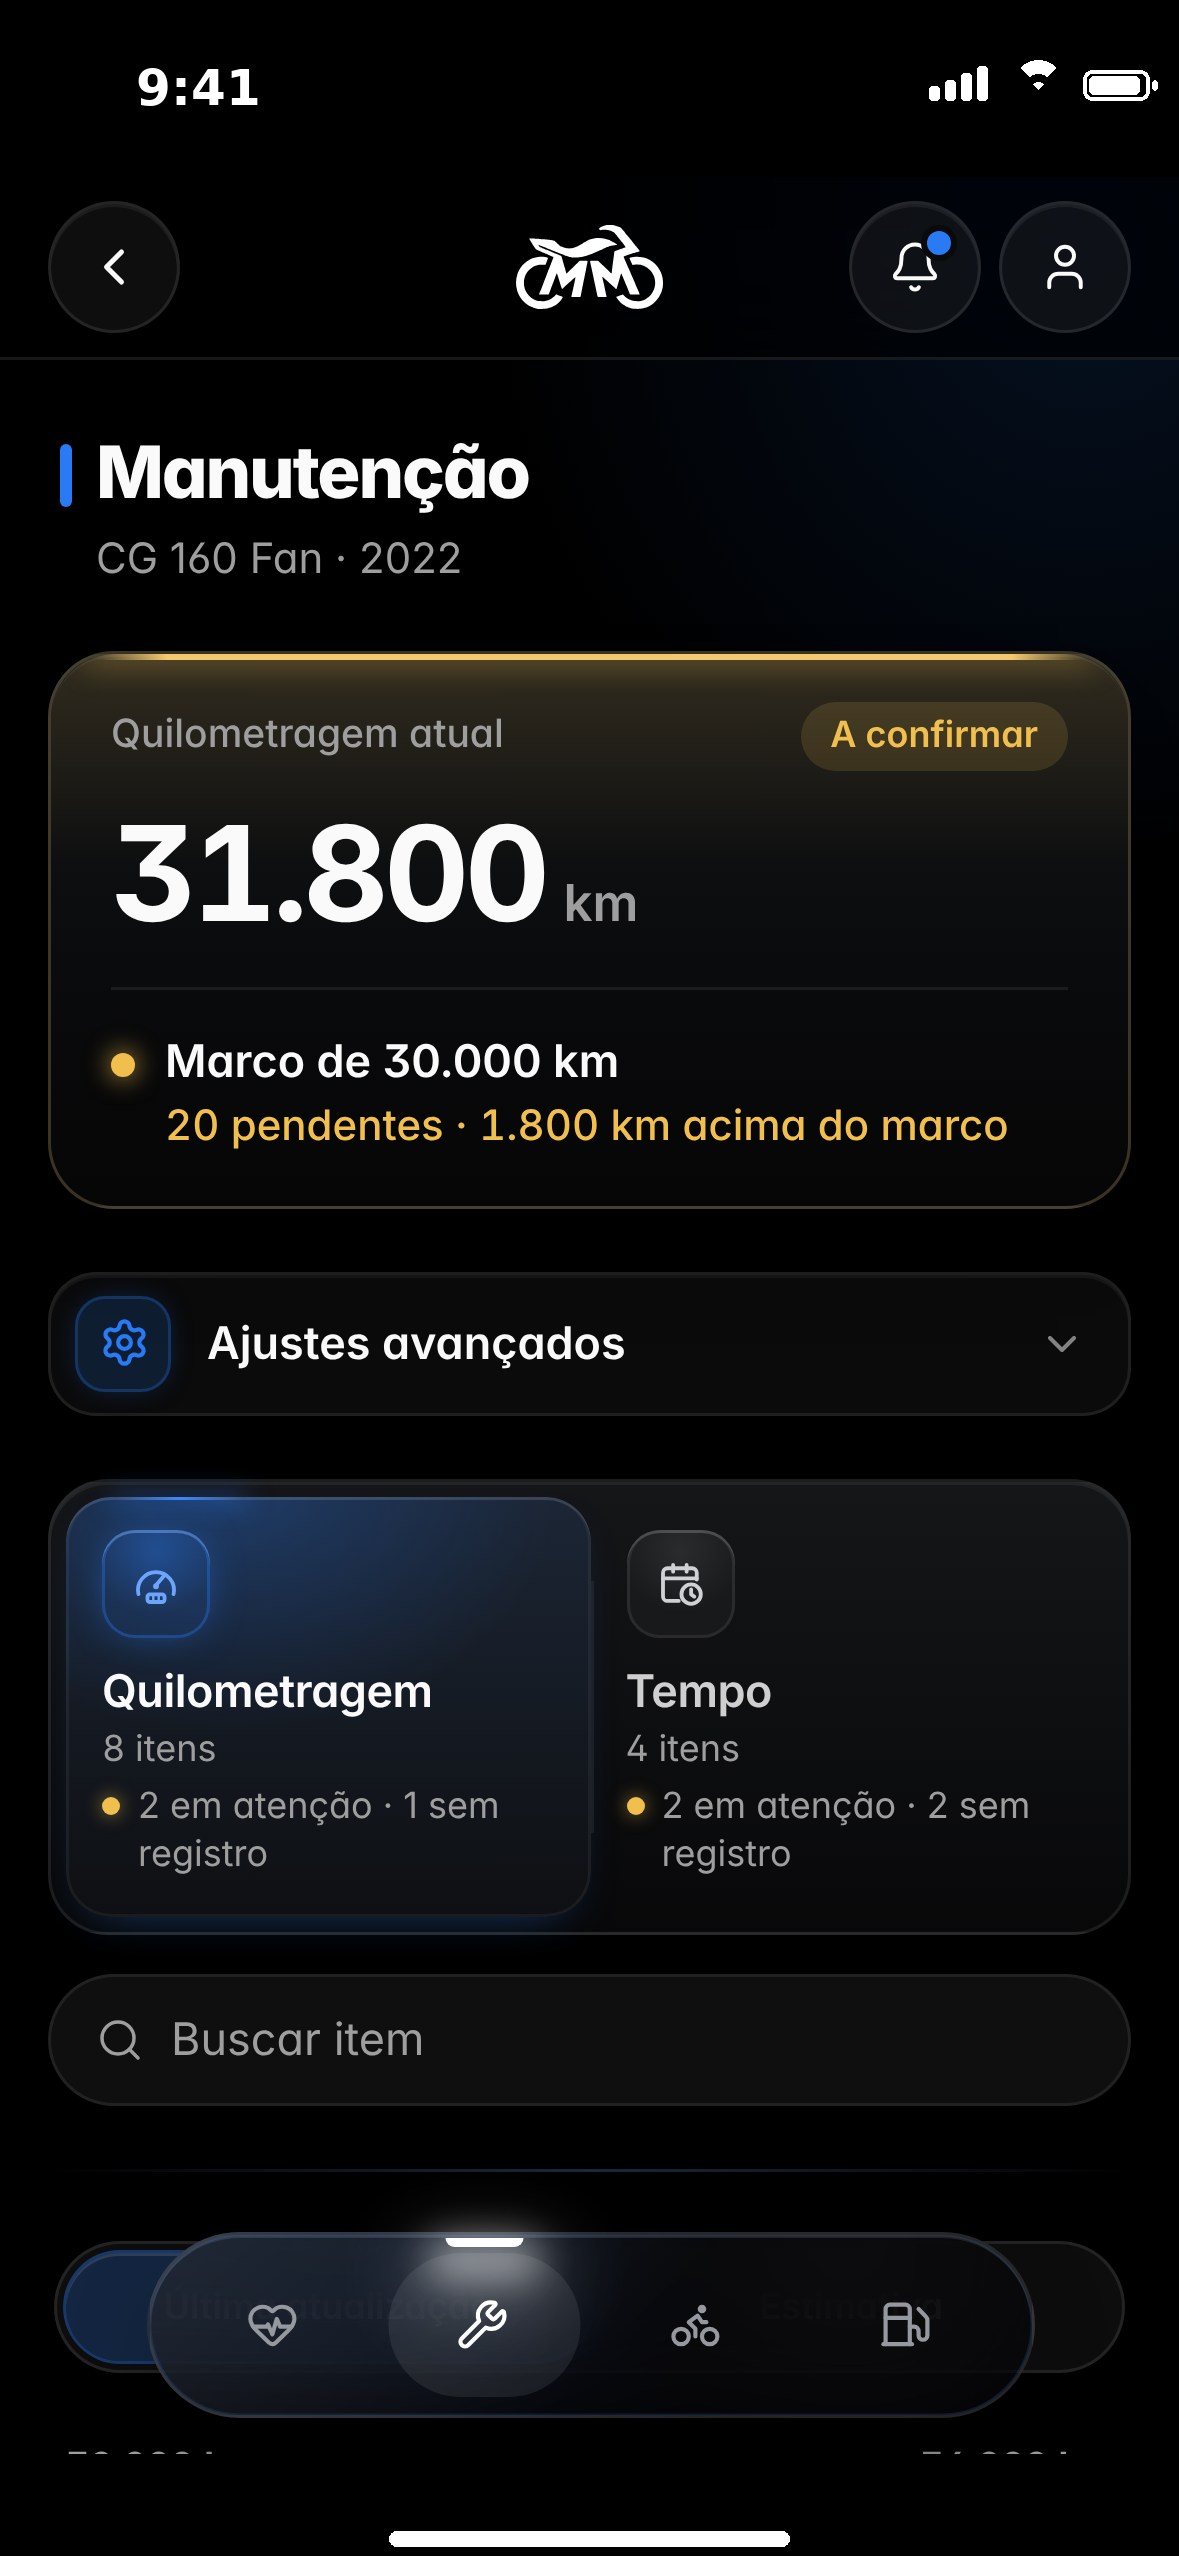 9:41
MM
Manutenção
CG 160 Fan · 2022
Quilometragem atual
A confirmar
31.800 km
Marco de 30.000 km
20 pendentes · 1.800 km acima do marco
Ajustes avançados
Quilometragem
8 itens
2 em atenção · 1 sem
registro
Tempo
4 itens
2 em atenção · 2 sem
registro
Buscar item